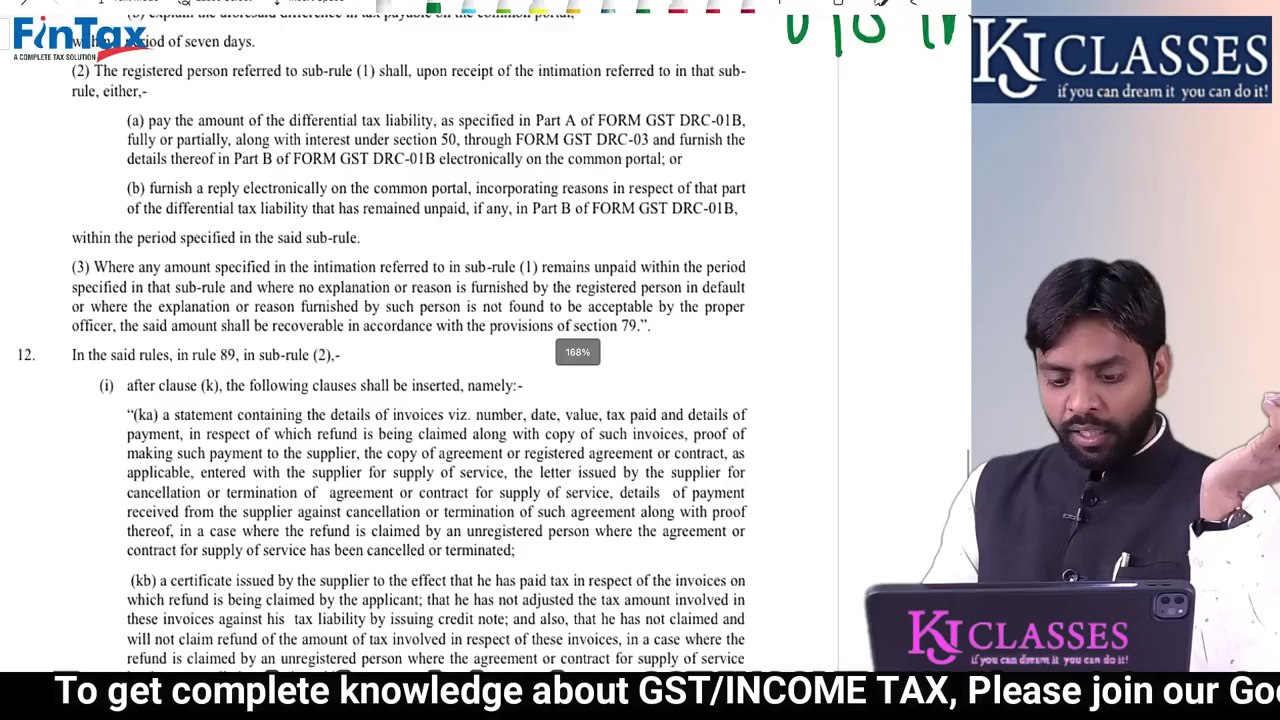 (b) explain the aforesaid difference in tax payable on the common portal,
FinTax
A COMPLETE TAX SOLUTION
period of seven days.
(2) The registered person referred to sub-rule (1) shall, upon receipt of the intimation referred to in that sub-
rule, either,-
(a) pay the amount of the differential tax liability, as specified in Part A of FORM GST DRC-01B,
fully or partially, along with interest under section 50, through FORM GST DRC-03 and furnish the
details thereof in Part B of FORM GST DRC-01B electronically on the common portal; or
(b) furnish a reply electronically on the common portal, incorporating reasons in respect of that part
of the differential tax liability that has remained unpaid, if any, in Part B of FORM GST DRC-01B,
within the period specified in the said sub-rule.
(3) Where any amount specified in the intimation referred to in sub-rule (1) remains unpaid within the period
specified in that sub-rule and where no explanation or reason is furnished by the registered person in default
or where the explanation or reason furnished by such person is not found to be acceptable by the proper
officer, the said amount shall be recoverable in accordance with the provisions of section 79.”.
168%
12. In the said rules, in rule 89, in sub-rule (2),-
(i) after clause (k), the following clauses shall be inserted, namely:-
“(ka) a statement containing the details of invoices viz. number, date, value, tax paid and details of
payment, in respect of which refund is being claimed along with copy of such invoices, proof of
making such payment to the supplier, the copy of agreement or registered agreement or contract, as
applicable, entered with the supplier for supply of service, the letter issued by the supplier for
cancellation or termination of agreement or contract for supply of service, details of payment
received from the supplier against cancellation or termination of such agreement along with proof
thereof, in a case where the refund is claimed by an unregistered person where the agreement or
contract for supply of service has been cancelled or terminated;
(kb) a certificate issued by the supplier to the effect that he has paid tax in respect of the invoices on
which refund is being claimed by the applicant; that he has not adjusted the tax amount involved in
these invoices against his tax liability by issuing credit note; and also, that he has not claimed and
will not claim refund of the amount of tax involved in respect of these invoices, in a case where the
refund is claimed by an unregistered person where the agreement or contract for supply of service
KJ CLASSES
if you can dream it you can do it!
KJ CLASSES
if you can dream it you can do it!
To get complete knowledge about GST/INCOME TAX, Please join our Goo